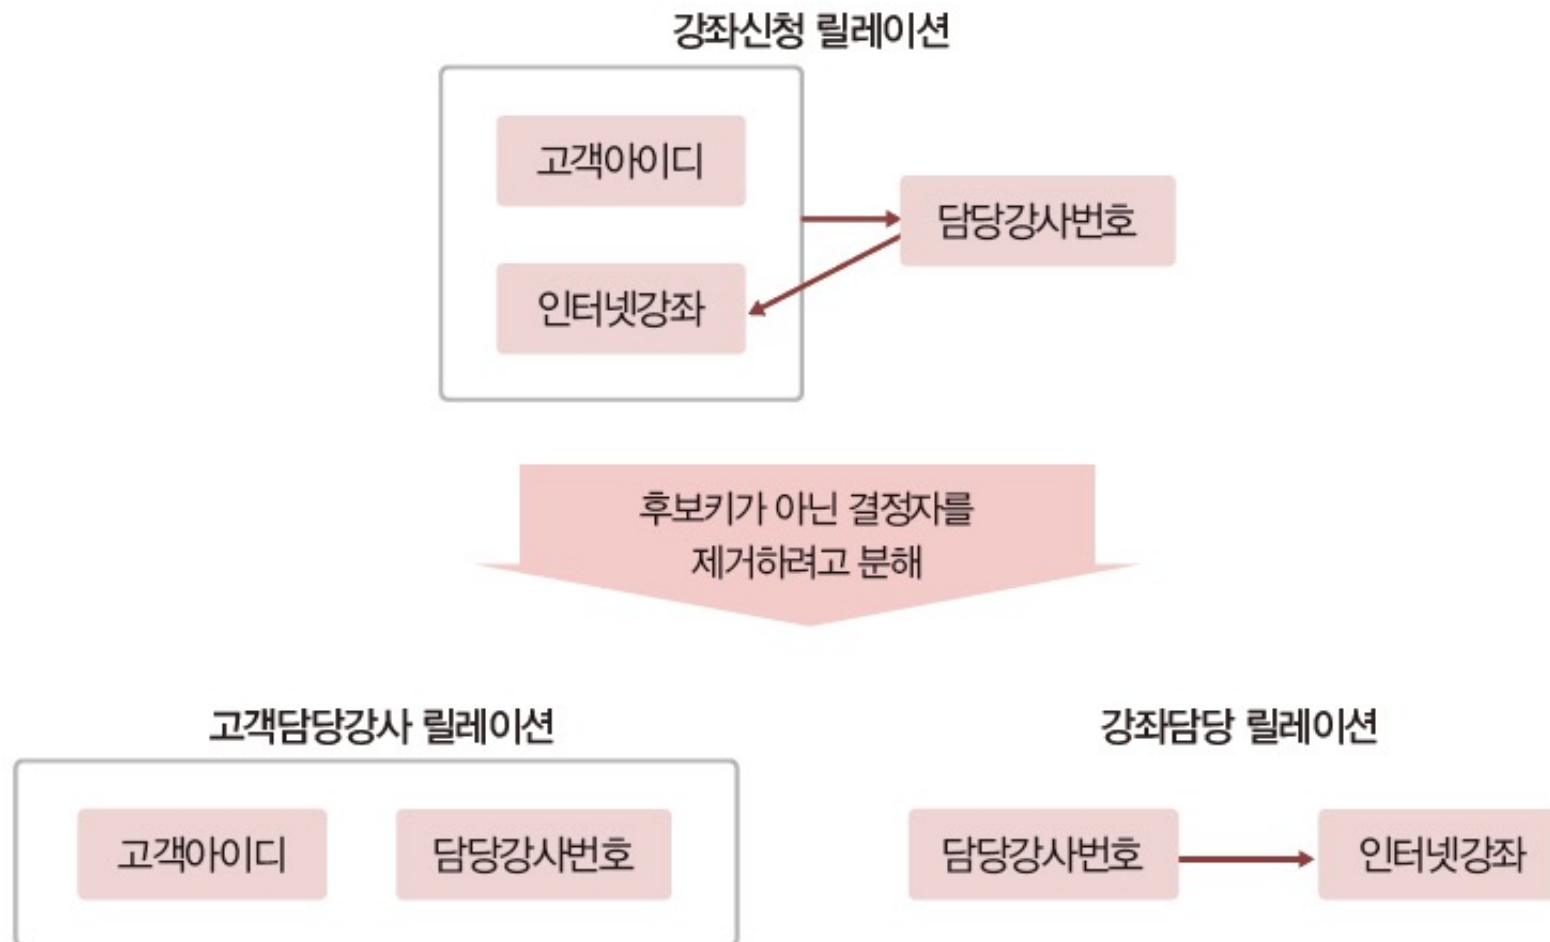 강좌신청 릴레이션
고객아이디
담당강사번호
인터넷강좌
후보키가 아닌 결정자를
제거하려고 분해
고객담당강사 릴레이션
강좌담당 릴레이션
고객아이디
담당강사번호
담당강사번호
인터넷강좌